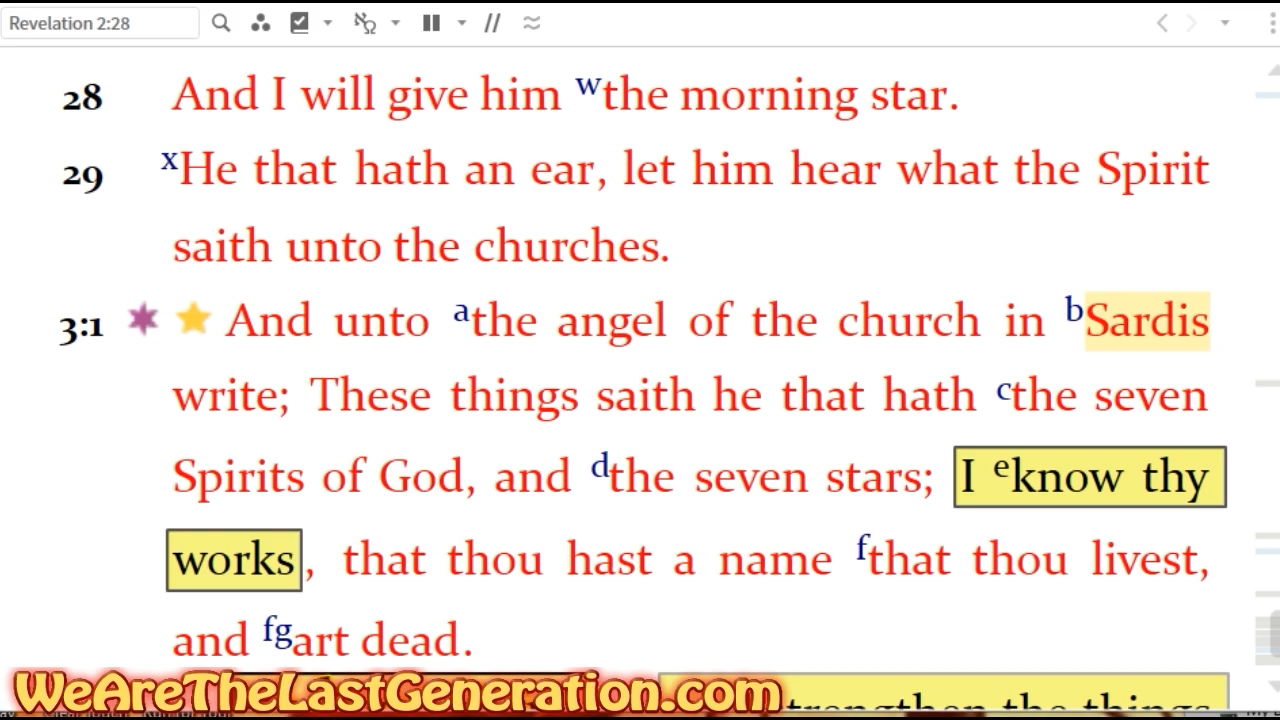 Revelation 2:28
28 And I will give him wthe morning star.
29 xHe that hath an ear, let him hear what the Spirit
saith unto the churches.
3:1 And unto athe angel of the church in bSardis
write; These things saith he that hath cthe seven
Spirits of God, and dthe seven stars; I eknow thy
works, that thou hast a name fthat thou livest,
and fgart dead.
the things
WeAreTheLastGeneration.com